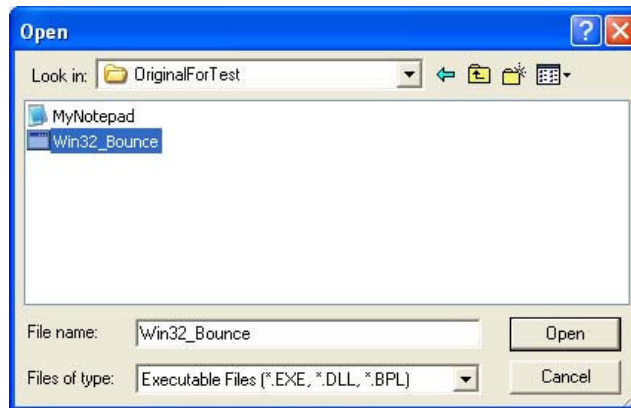 Open
Look in: OriginalForTest
MyNotepad
Win32_Bounce
File name: Win32_Bounce Open
Files of type: Executable Files (*.EXE, *.DLL, *.BPL) Cancel